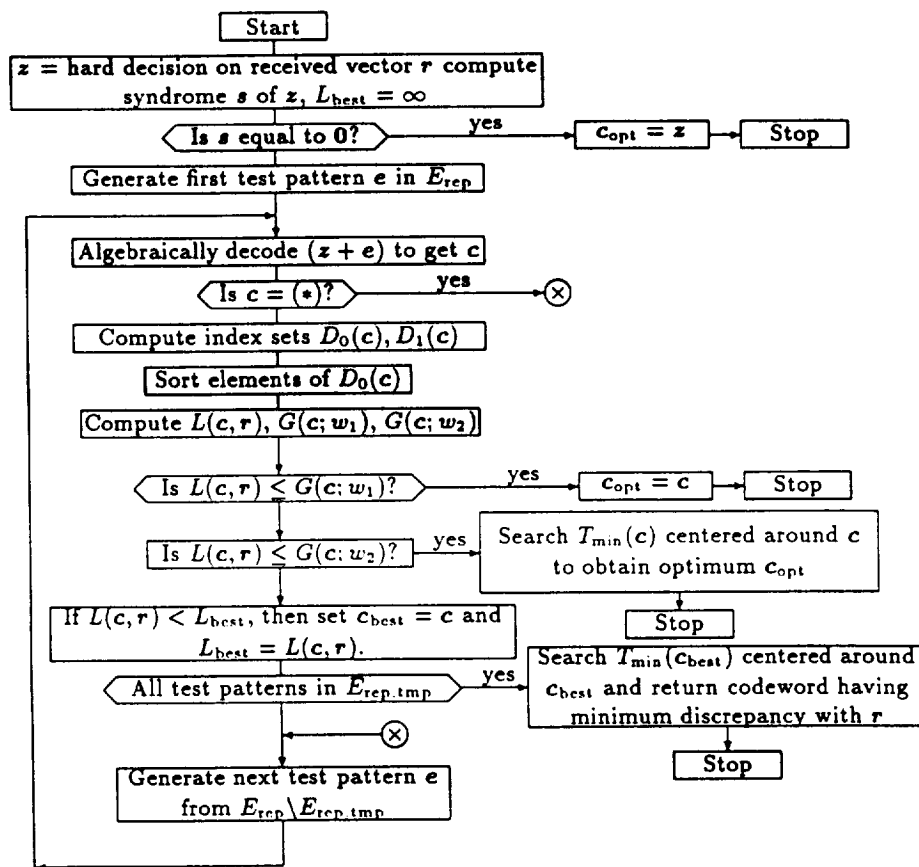 Start
z = hard decision on received vector r compute
syndrome s of z, L_best = ∞
Is s equal to 0?
yes
c_opt = z
Stop
Generate first test pattern e in E_rep
Algebraically decode (z + e) to get c
Is c = (*)?
yes
Compute index sets D_0(c), D_1(c)
Sort elements of D_0(c)
Compute L(c, r), G(c; w_1), G(c; w_2)
Is L(c, r) ≤ G(c; w_1)?
yes
c_opt = c
Stop
Is L(c, r) ≤ G(c; w_2)?
yes
Search T_min(c) centered around c
to obtain optimum c_opt
Stop
If L(c, r) < L_best, then set c_best = c and
L_best = L(c, r).
All test patterns in E_rep.tmp
yes
Search T_min(c_best) centered around
c_best and return codeword having
minimum discrepancy with r
Stop
Generate next test pattern e
from E_rep\E_rep.tmp